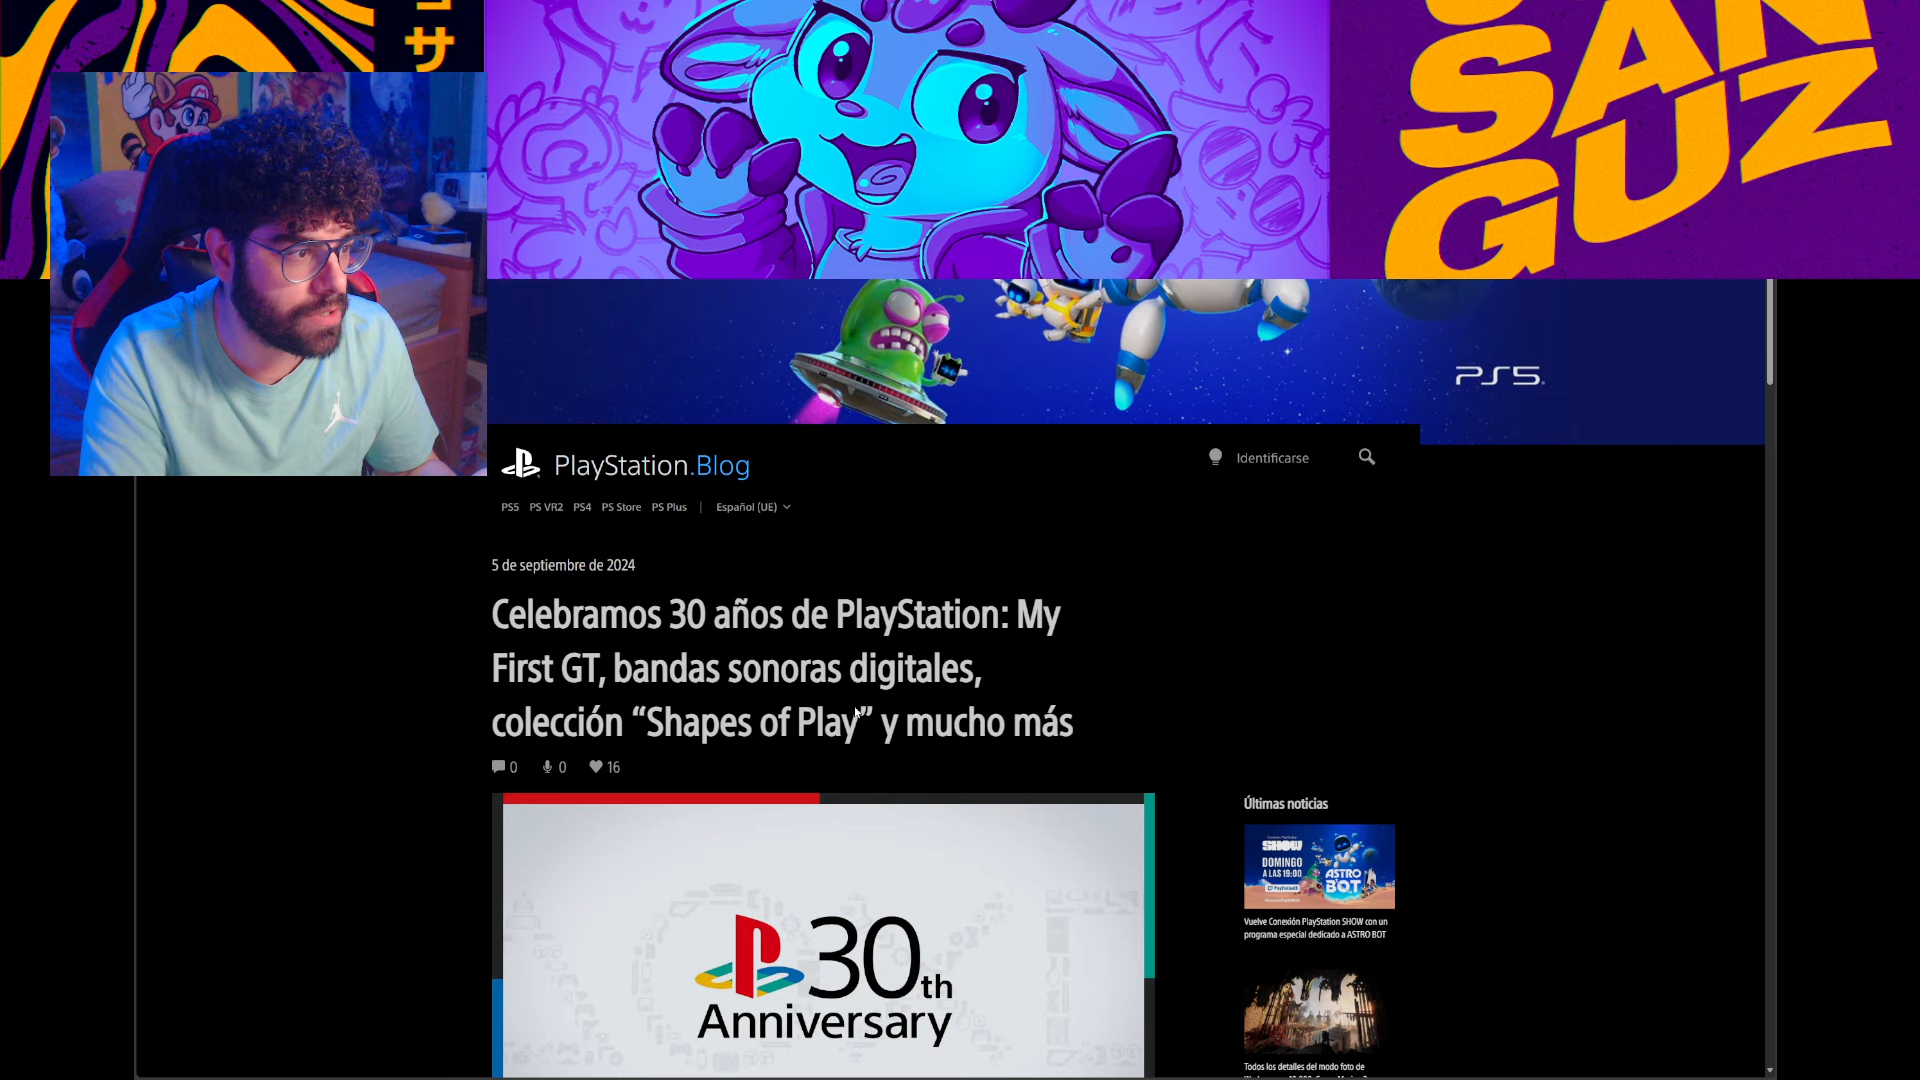 サ
SAN
GUZ
PS5
PlayStation.Blog
Identificarse
PS5 PS VR2 PS4 PS Store PS Plus | Español (UE)
5 de septiembre de 2024
Celebramos 30 años de PlayStation: My
First GT, bandas sonoras digitales,
colección “Shapes of Play” y mucho más
0 0 16
30th
Anniversary
Últimas noticias
SHOW
DOMINGO
A LAS 19:00
ASTRO
BOT
Vuelve Conexión PlayStation SHOW con un
programa especial dedicado a ASTRO BOT
Todos los detalles del modo foto de